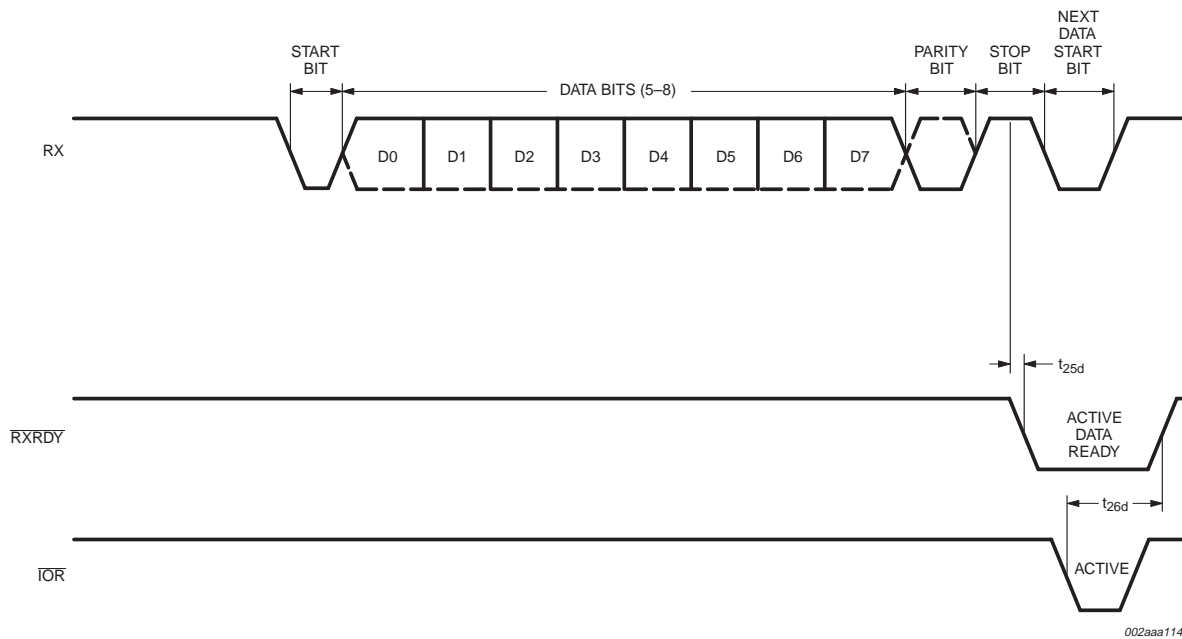 START
BIT
DATA BITS (5–8)
PARITY
BIT
STOP
BIT
NEXT
DATA
START
BIT
RX
D0
D1
D2
D3
D4
D5
D6
D7
t25d
RXRDY
ACTIVE
DATA
READY
t26d
IOR
ACTIVE
002aaa114